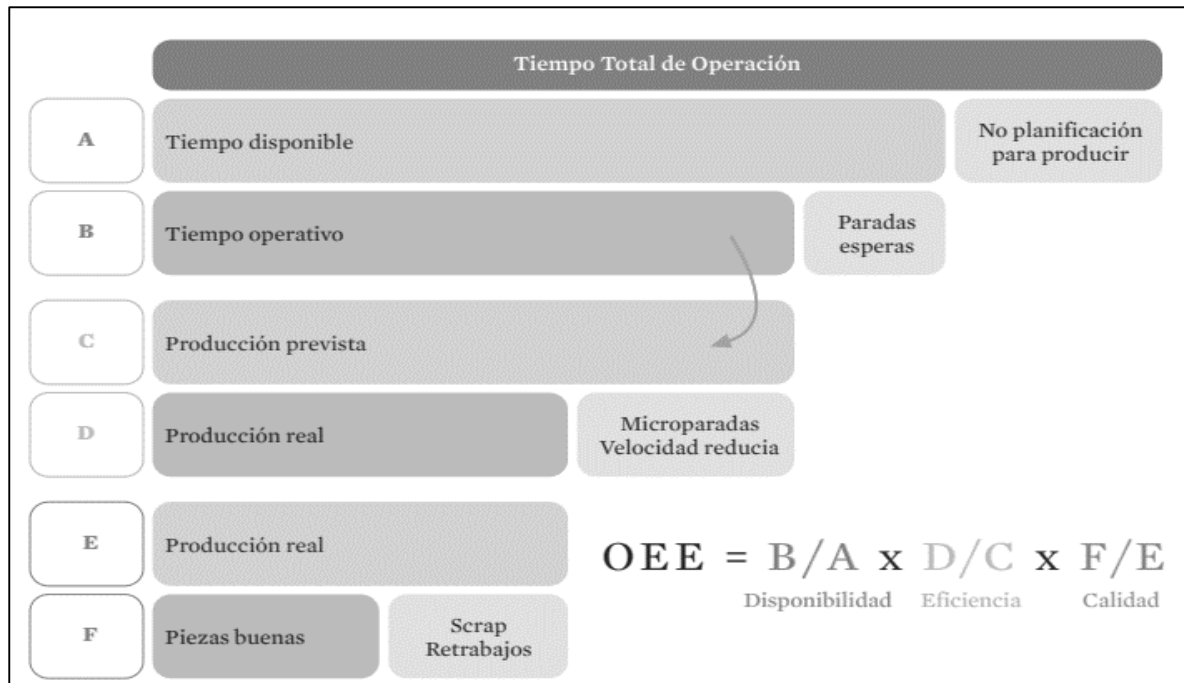 Tiempo Total de Operación
A
Tiempo disponible
No planificación
para producir
B
Tiempo operativo
Paradas
esperas
C
Producción prevista
D
Producción real
Microparadas
Velocidad reducia
E
Producción real
OEE = B/A x D/C x F/E
Disponibilidad Eficiencia Calidad
F
Piezas buenas
Scrap
Retrabajos